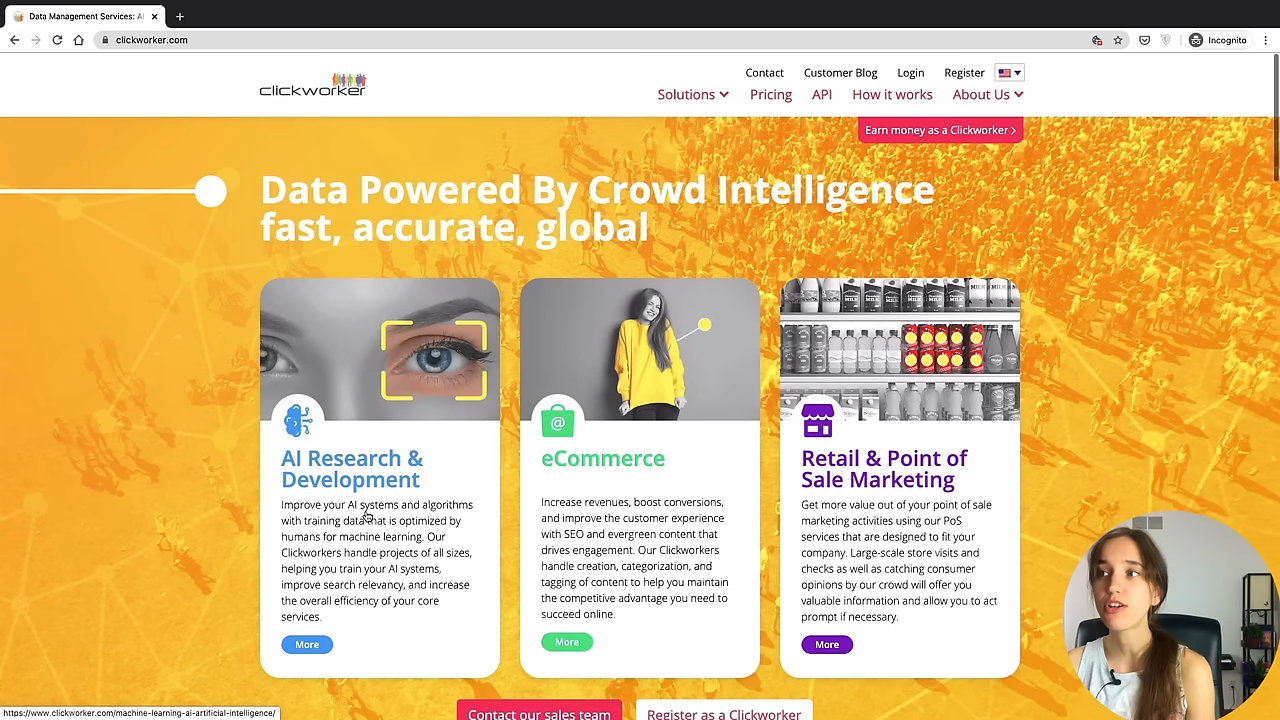 Data Management Services: AI
clickworker.com
Incognito
clickworker
Contact
Customer Blog
Login
Register
Solutions
Pricing
API
How it works
About Us
Earn money as a Clickworker >
Data Powered By Crowd Intelligence
fast, accurate, global
AI Research &
Development
Improve your AI systems and algorithms
with training data that is optimized by
humans for machine learning. Our
Clickworkers handle projects of all sizes,
helping you train your AI systems,
improve search relevancy, and increase
the overall efficiency of your core
services.
More
@
eCommerce
Increase revenues, boost conversions,
and improve the customer experience
with SEO and evergreen content that
drives engagement. Our Clickworkers
handle creation, categorization, and
tagging of content to help you maintain
the competitive advantage you need to
succeed online.
More
MILK
Retail & Point of
Sale Marketing
Get more value out of your point of sale
marketing activities using our PoS
services that are designed to fit your
company. Large-scale store visits and
checks as well as catching consumer
opinions by our crowd will offer you
valuable information and allow you to act
prompt if necessary.
More
Contact our sales team
Register as a Clickworker
https://www.clickworker.com/machine-learning-ai-artificial-intelligence/